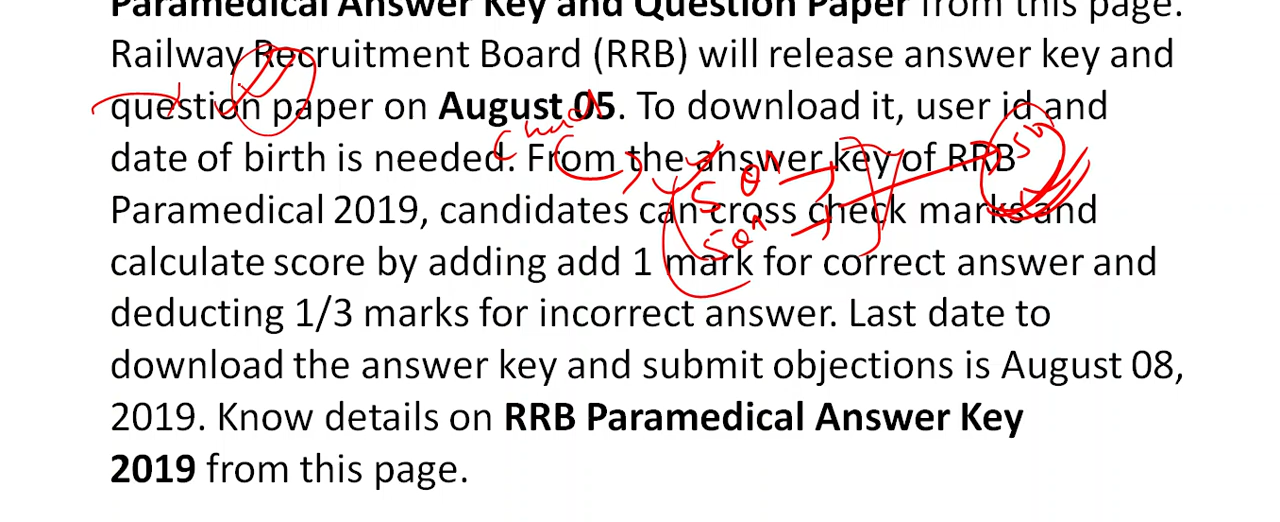 Paramedical Answer Key and Question Paper from this page.
Railway Recruitment Board (RRB) will release answer key and
question paper on August 05. To download it, user id and
date of birth is needed. From the answer key of RRB
Paramedical 2019, candidates can cross check marks and
calculate score by adding add 1 mark for correct answer and
deducting 1/3 marks for incorrect answer. Last date to
download the answer key and submit objections is August 08,
2019. Know details on RRB Paramedical Answer Key
2019 from this page.